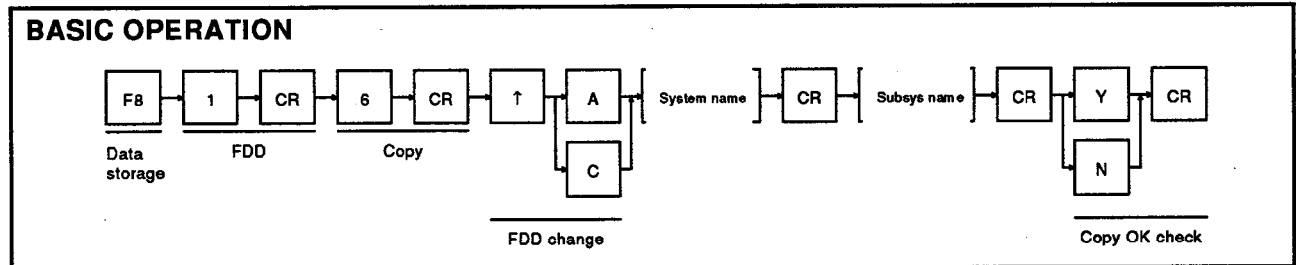 BASIC OPERATION
F8 1 CR 6 CR ↑ A System name CR Subsys name CR Y CR
C N
Data storage
FDD
Copy
FDD change
Copy OK check